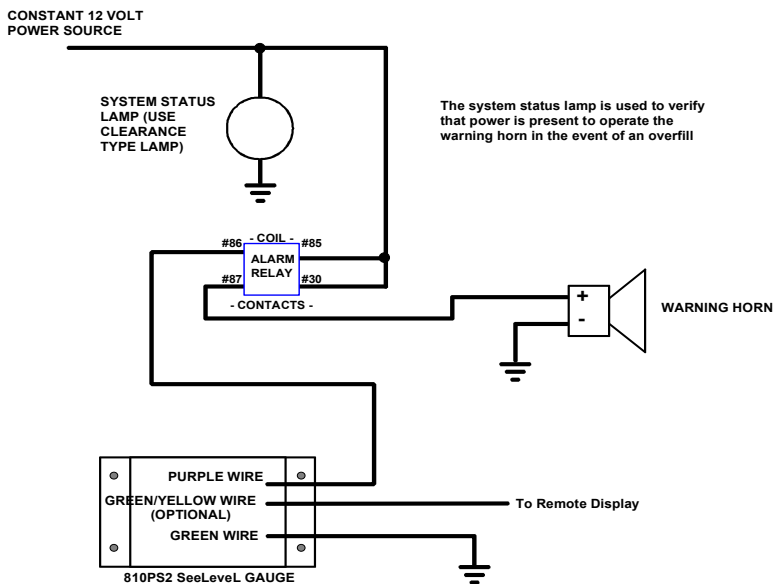 CONSTANT 12 VOLT
POWER SOURCE
SYSTEM STATUS
LAMP (USE
CLEARANCE
TYPE LAMP)
The system status lamp is used to verify
that power is present to operate the
warning horn in the event of an overfill
#86 - COIL - #85
ALARM
RELAY
#87 #30
- CONTACTS -
+
-
WARNING HORN
PURPLE WIRE
GREEN/YELLOW WIRE
(OPTIONAL)
To Remote Display
GREEN WIRE
810PS2 SeeLeveL GAUGE